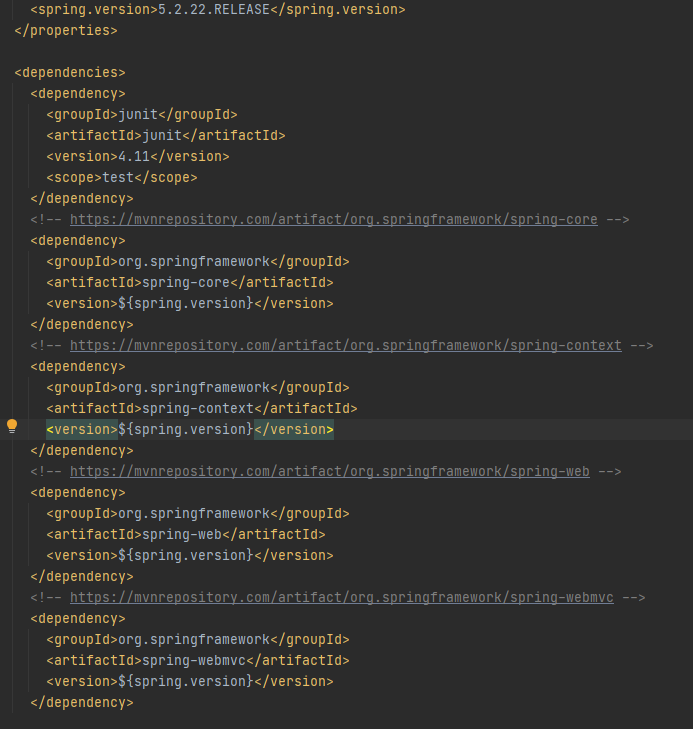 <spring.version>5.2.22.RELEASE</spring.version>
</properties>
<dependencies>
<dependency>
<groupId>junit</groupId>
<artifactId>junit</artifactId>
<version>4.11</version>
<scope>test</scope>
</dependency>
<!-- https://mvnrepository.com/artifact/org.springframework/spring-core -->
<dependency>
<groupId>org.springframework</groupId>
<artifactId>spring-core</artifactId>
<version>${spring.version}</version>
</dependency>
<!-- https://mvnrepository.com/artifact/org.springframework/spring-context -->
<dependency>
<groupId>org.springframework</groupId>
<artifactId>spring-context</artifactId>
<version>${spring.version}</version>
</dependency>
<!-- https://mvnrepository.com/artifact/org.springframework/spring-web -->
<dependency>
<groupId>org.springframework</groupId>
<artifactId>spring-web</artifactId>
<version>${spring.version}</version>
</dependency>
<!-- https://mvnrepository.com/artifact/org.springframework/spring-webmvc -->
<dependency>
<groupId>org.springframework</groupId>
<artifactId>spring-webmvc</artifactId>
<version>${spring.version}</version>
</dependency>